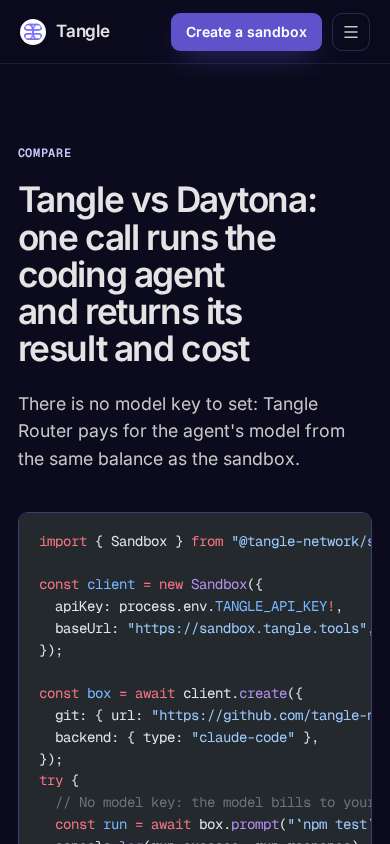 Tangle
Create a sandbox
COMPARE
Tangle vs Daytona:
one call runs the
coding agent
and returns its
result and cost
There is no model key to set: Tangle
Router pays for the agent's model from
the same balance as the sandbox.
import { Sandbox } from "@tangle-network/s
const client = new Sandbox({
apiKey: process.env.TANGLE_API_KEY!,
baseUrl: "https://sandbox.tangle.tools",
});
const box = await client.create({
git: { url: "https://github.com/tangle-n
backend: { type: "claude-code" },
});
try {
// No model key: the model bills to your
const run = await box.prompt("`npm test`